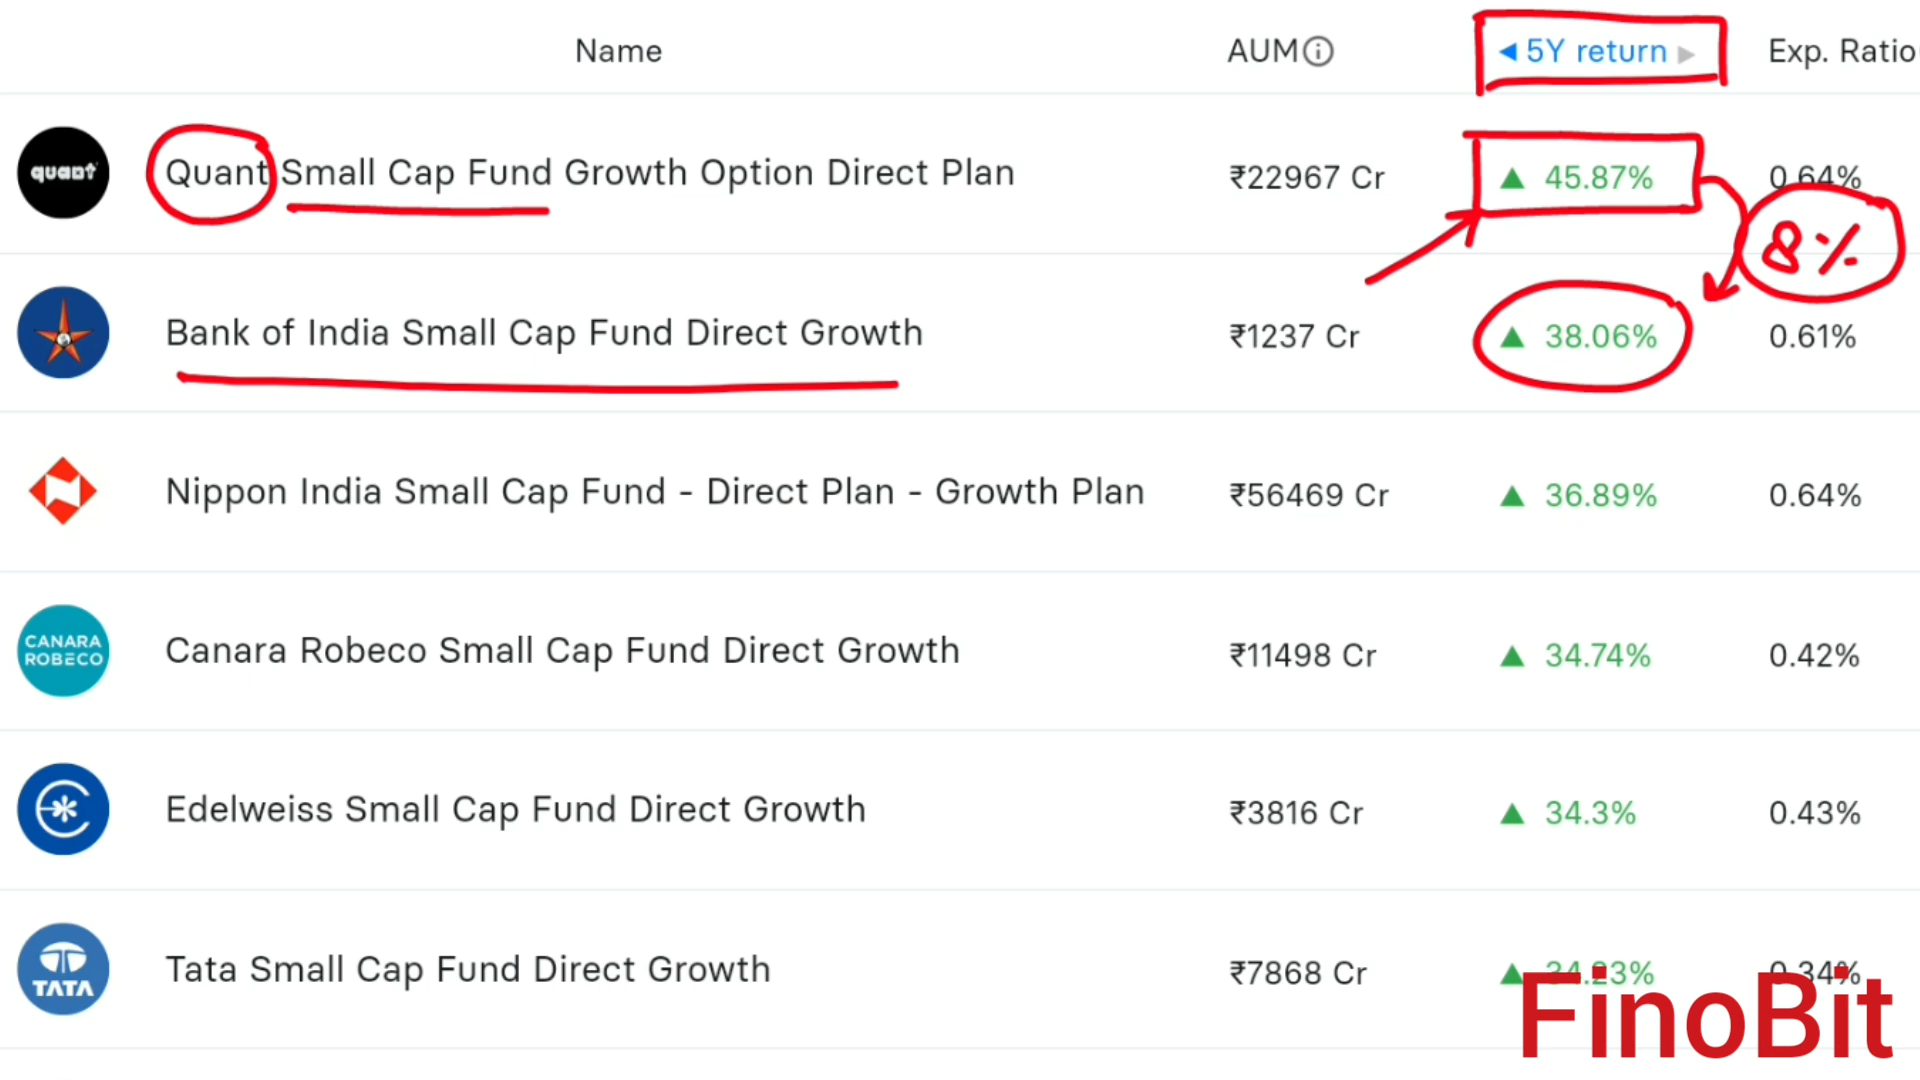 Name AUM ⓘ ◀ 5Y return ▶ Exp. Ratio
quant Quant Small Cap Fund Growth Option Direct Plan ₹22967 Cr ▲ 45.87% 0.64%
8%
Bank of India Small Cap Fund Direct Growth ₹1237 Cr ▲ 38.06% 0.61%
Nippon India Small Cap Fund - Direct Plan - Growth Plan ₹56469 Cr ▲ 36.89% 0.64%
CANARA
ROBECO
Canara Robeco Small Cap Fund Direct Growth ₹11498 Cr ▲ 34.74% 0.42%
Edelweiss Small Cap Fund Direct Growth ₹3816 Cr ▲ 34.3% 0.43%
TATA Tata Small Cap Fund Direct Growth ₹7868 Cr ▲ 34.23% 0.34%
FinoBit